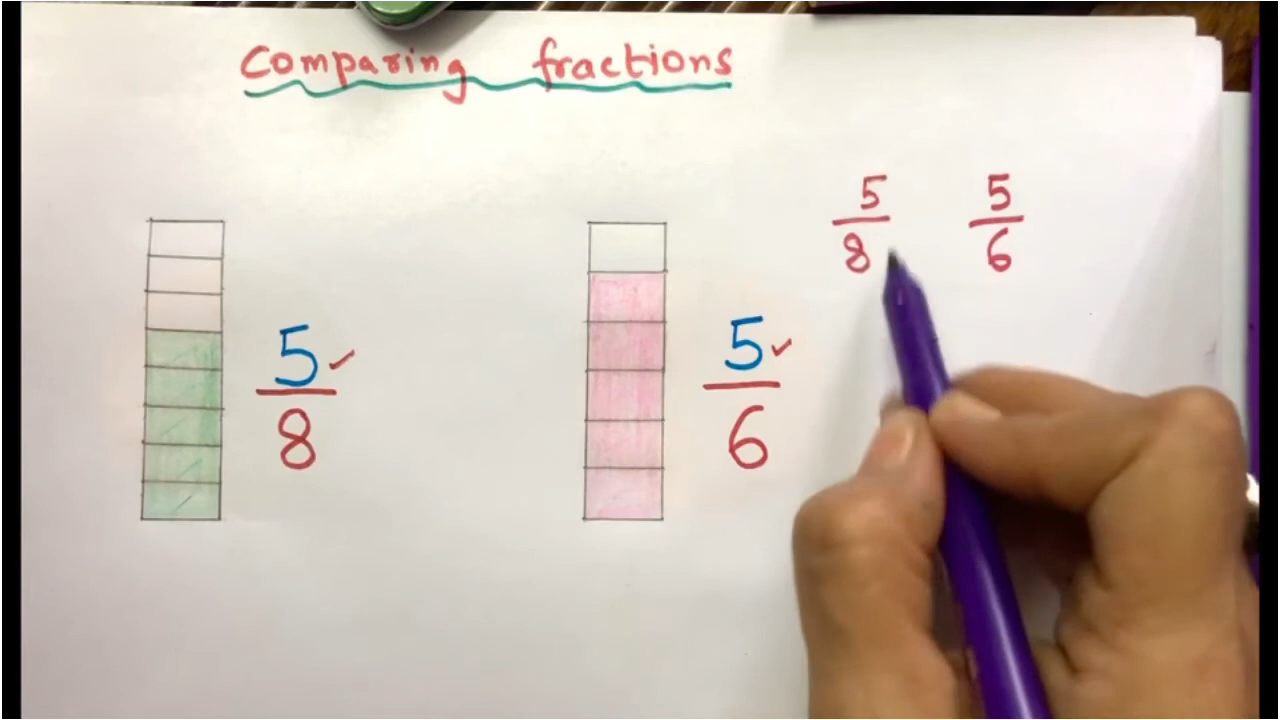 Comparing fractions
5/8 5/6
5/8 ✓ 5/6 ✓